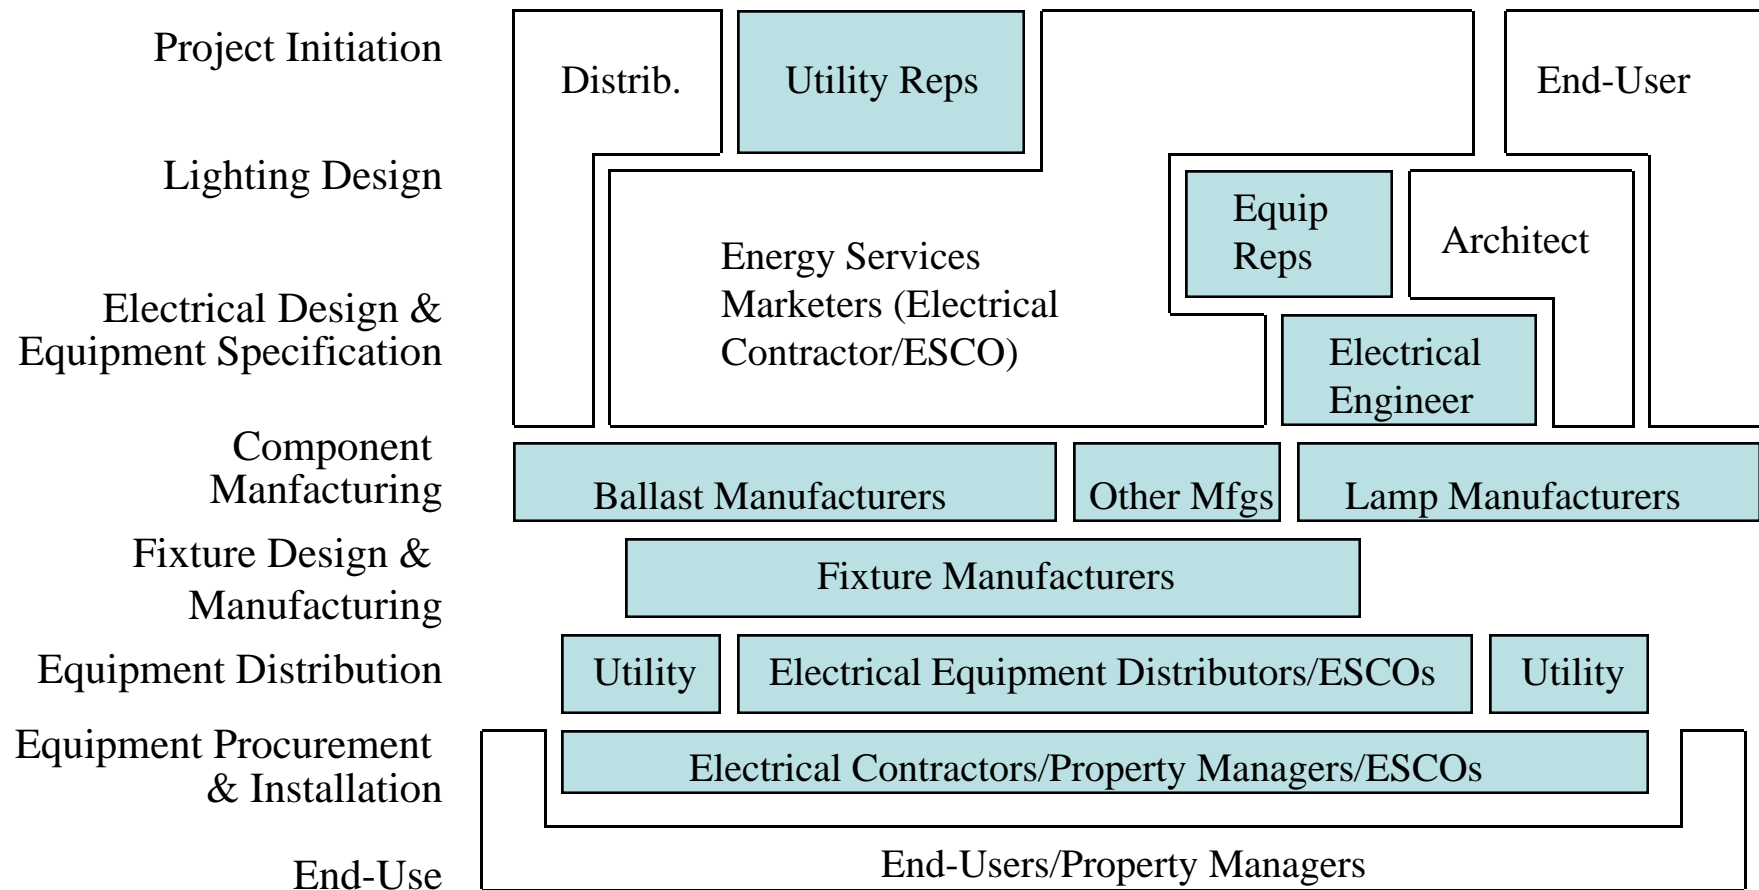 Project Initiation
Distrib.
Utility Reps
End-User
Lighting Design
Equip
Reps
Architect
Energy Services
Marketers (Electrical
Contractor/ESCO)
Electrical Design &
Equipment Specification
Electrical
Engineer
Component
Manfacturing
Ballast Manufacturers
Other Mfgs
Lamp Manufacturers
Fixture Design &
Manufacturing
Fixture Manufacturers
Equipment Distribution
Utility
Electrical Equipment Distributors/ESCOs
Utility
Equipment Procurement
& Installation
Electrical Contractors/Property Managers/ESCOs
End-Use
End-Users/Property Managers